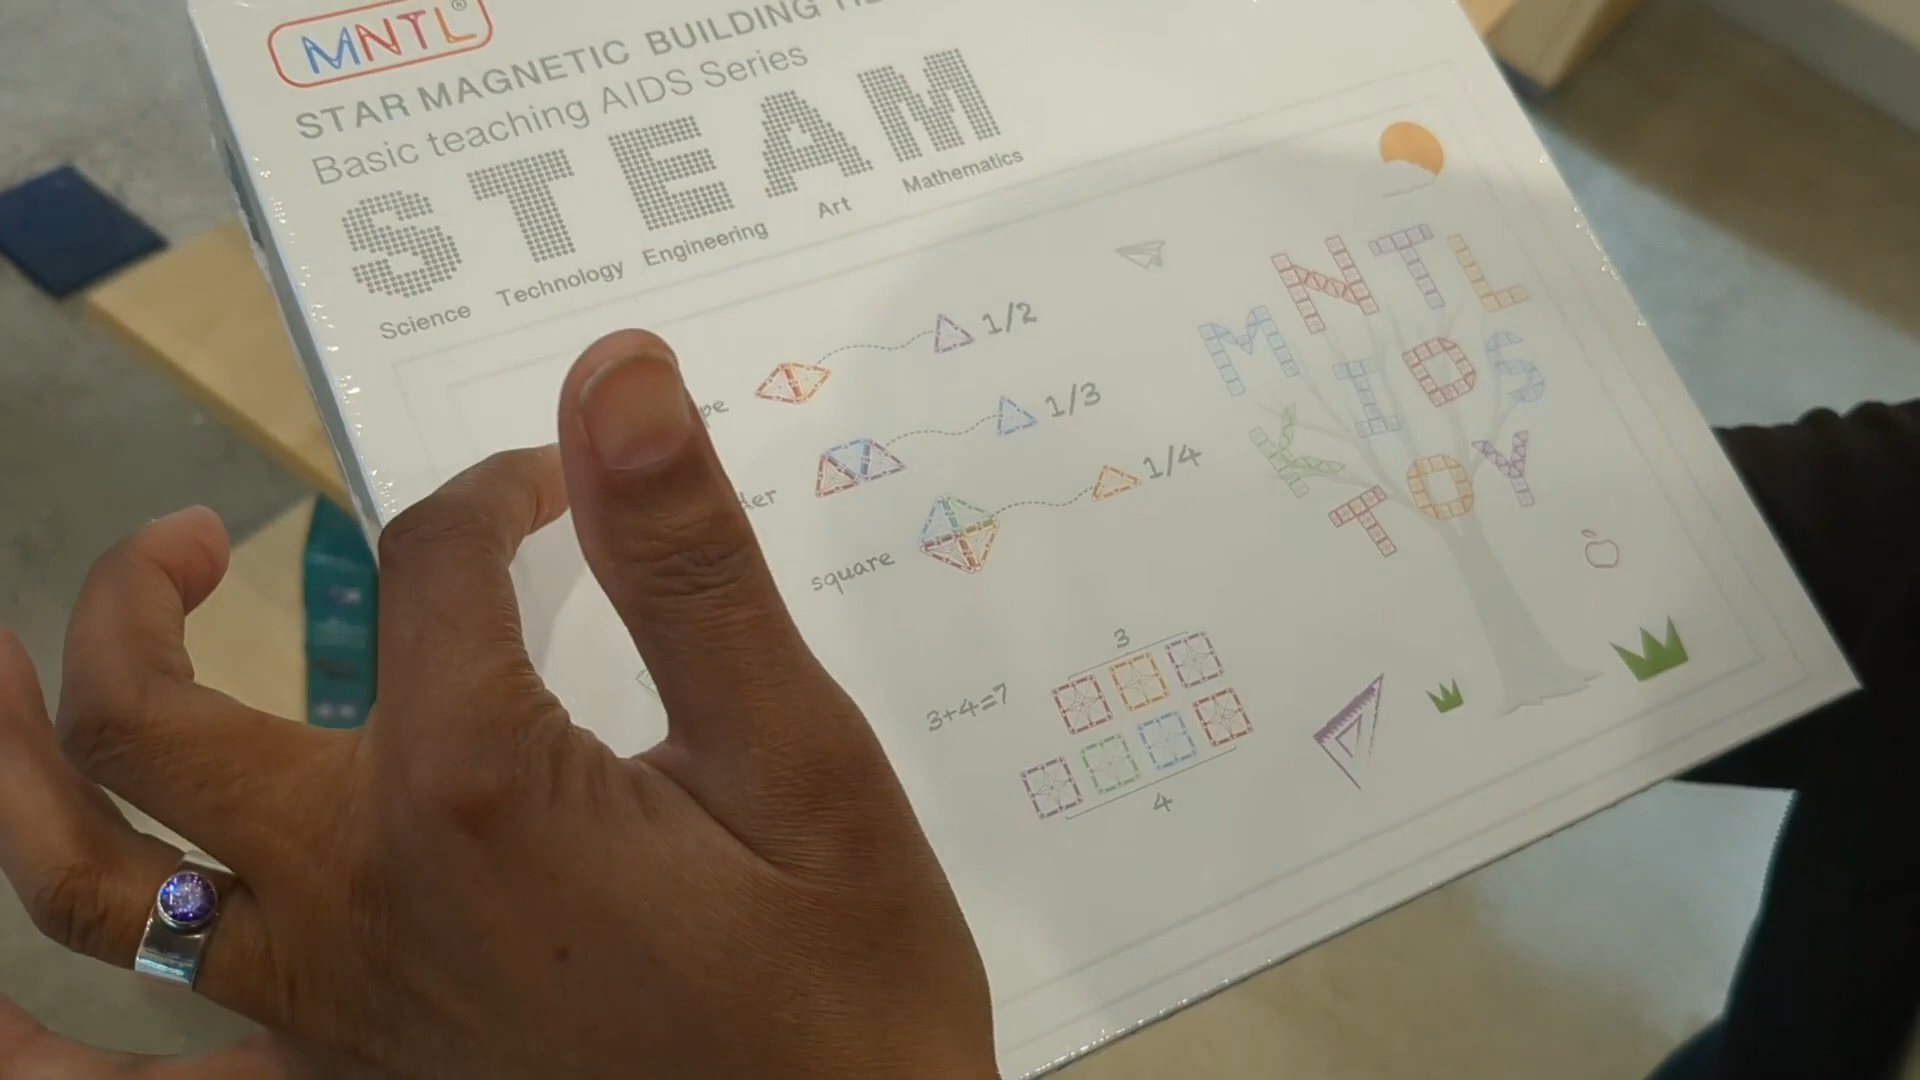 MNTL®
STAR MAGNETIC BUILDING
Basic teaching AIDS Series
STEAM
Science Technology Engineering Art Mathematics
1/2
1/3
square 1/4
3+4=7
3
4
MNTL
KIDS
TOY